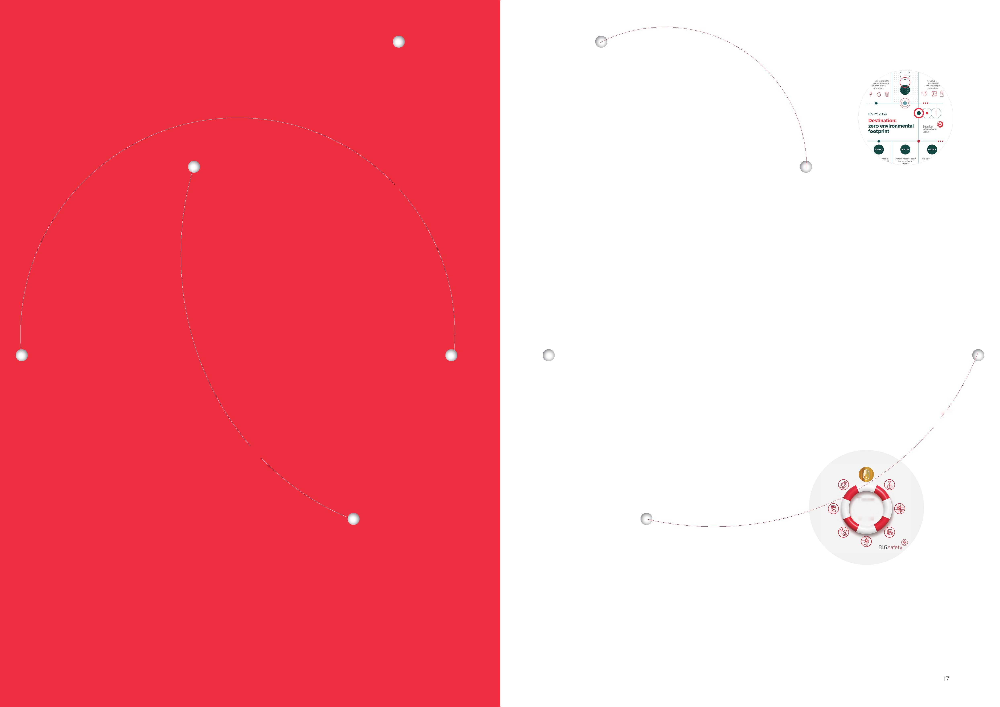 responsibility
environmental
impact of our
operations
we value
employees
and the people
around us
Route 2030
Destination:
zero environmental
footprint
Beaulieu
International
Group
ROUTE 3
ROUTE 4
ROUTE 5
we take responsibility
for our climate
impact
B.I.G.safety
17